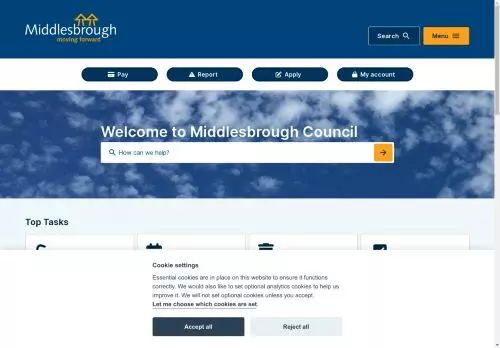 Middlesbrough
moving forward
Search
Menu
Pay
Report
Apply
My account
Welcome to Middlesbrough Council
How can we help?
Top Tasks
Cookie settings
Essential cookies are in place on this website to ensure it functions
correctly. We would also like to set optional analytics cookies to help us
improve it. We will not set optional cookies unless you accept.
Let me choose which cookies are set.
Accept all
Reject all